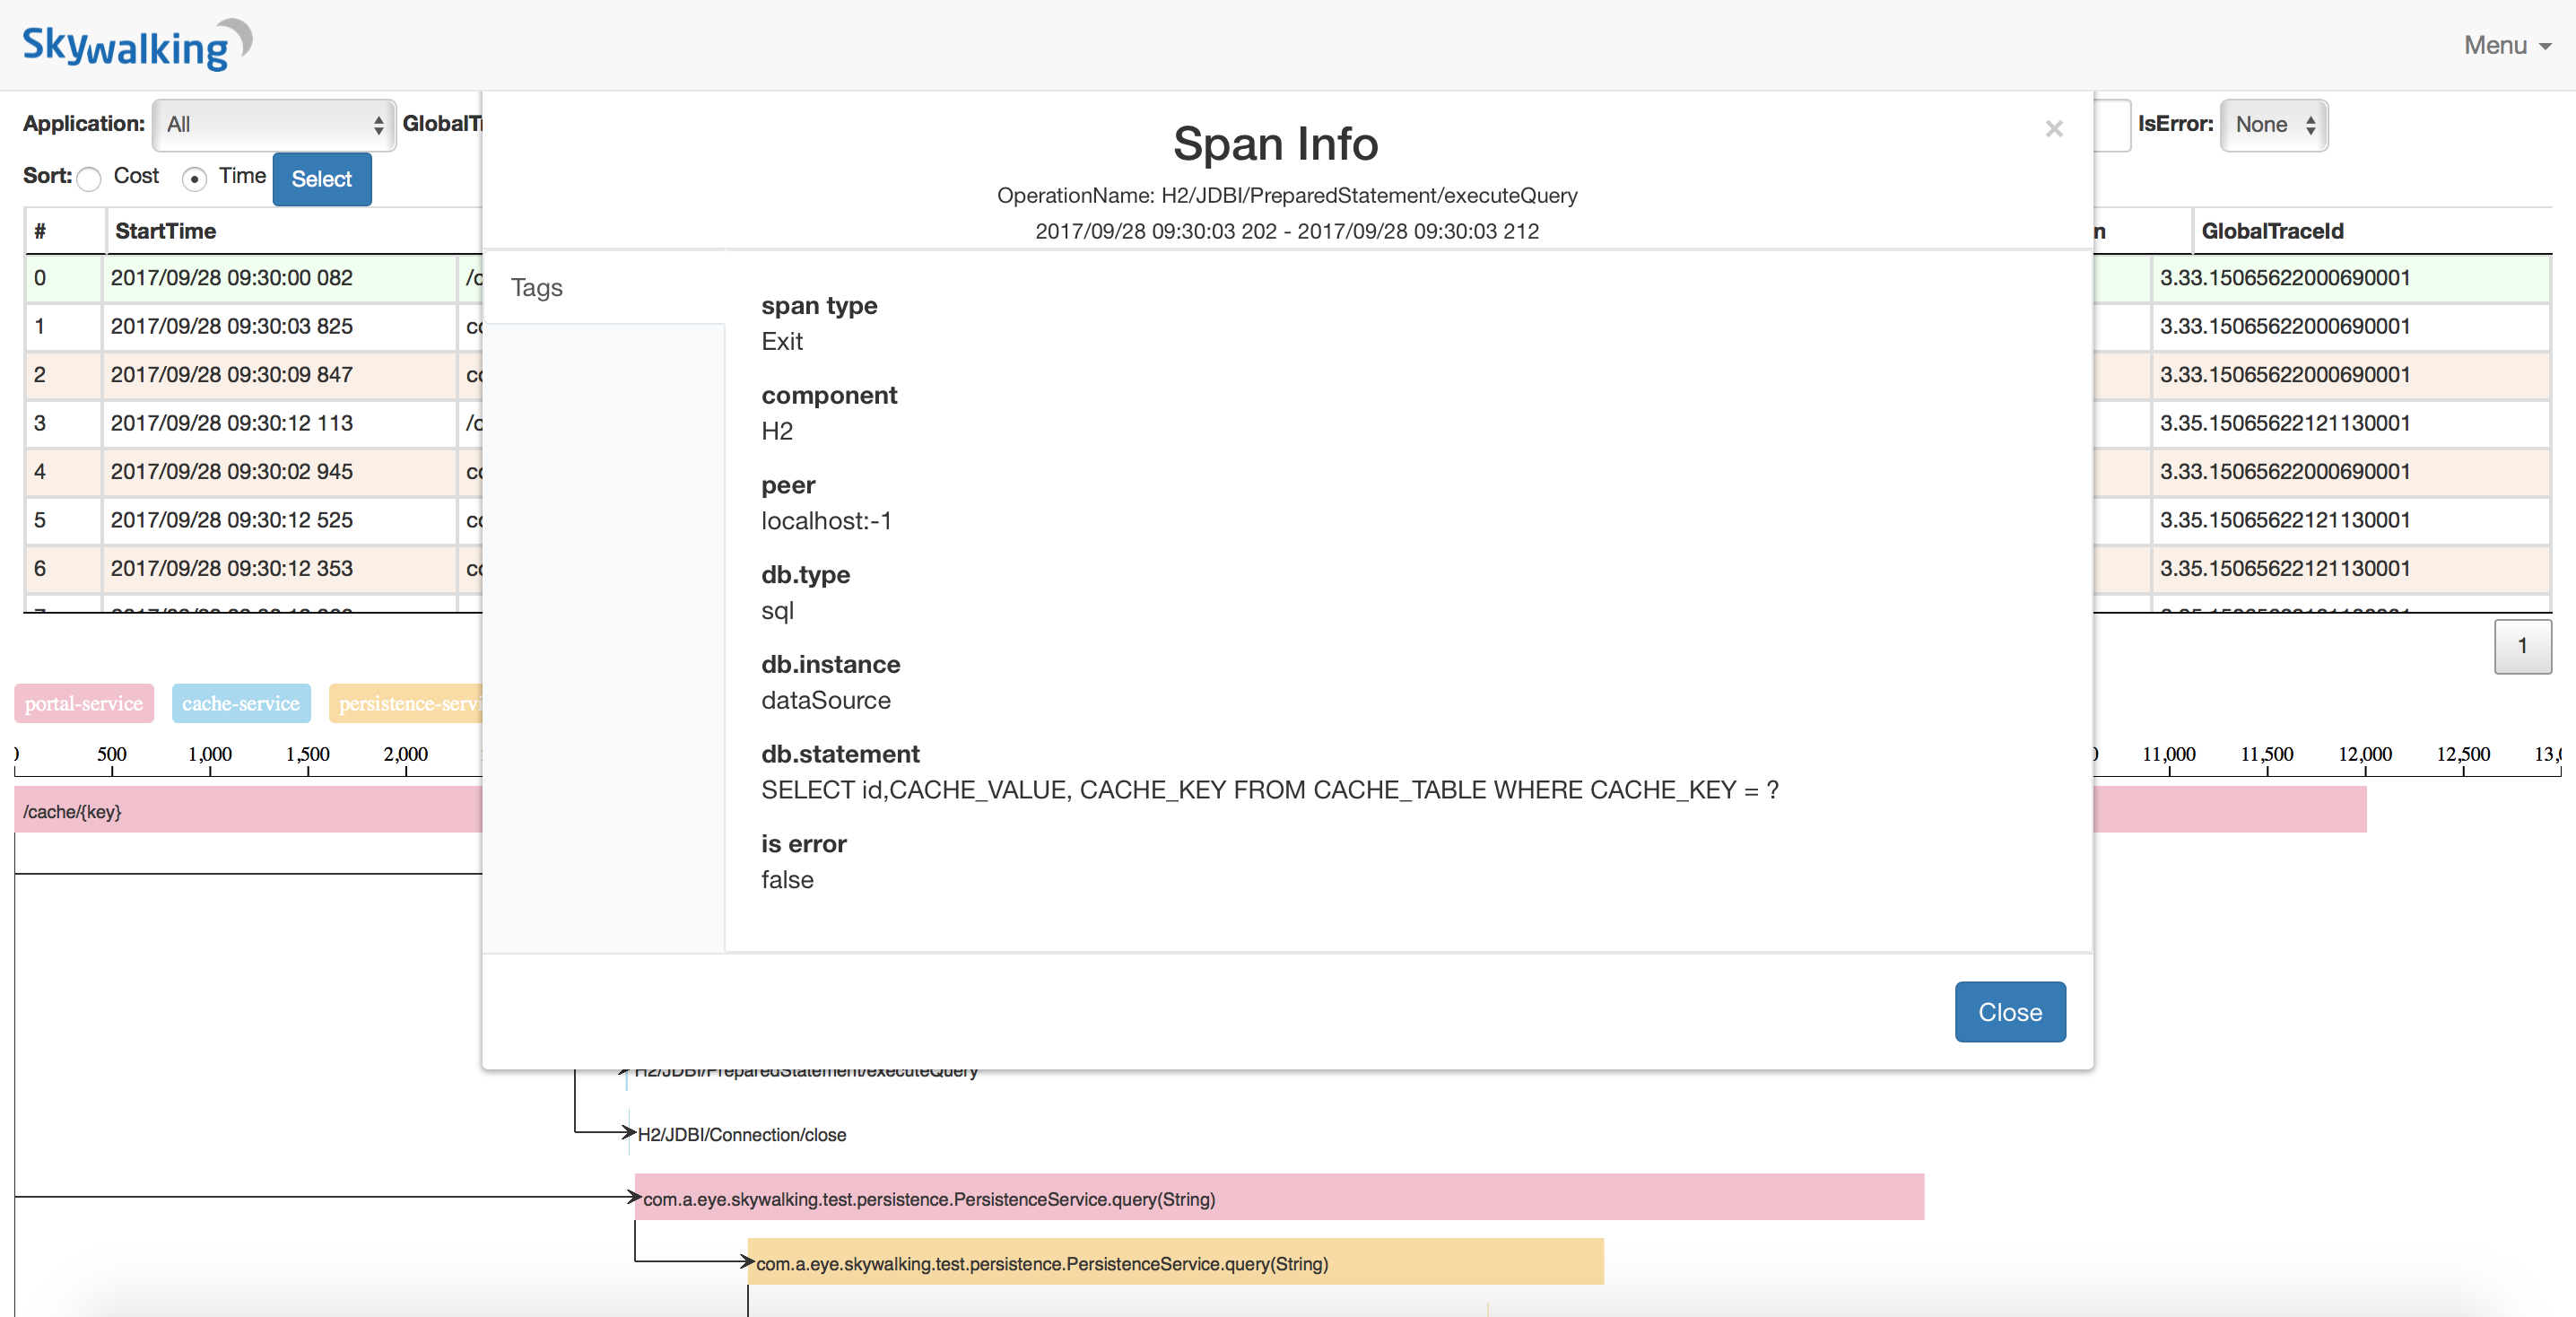 Skywalking
Menu
Application: All GlobalT
IsError: None
Sort: Cost Time Select
Span Info
×
OperationName: H2/JDBI/PreparedStatement/executeQuery
2017/09/28 09:30:03 202 - 2017/09/28 09:30:03 212
# StartTime n GlobalTraceId
0 2017/09/28 09:30:00 082 3.33.15065622000690001
1 2017/09/28 09:30:03 825 3.33.15065622000690001
2 2017/09/28 09:30:09 847 3.33.15065622000690001
3 2017/09/28 09:30:12 113 3.35.15065622121130001
4 2017/09/28 09:30:02 945 3.33.15065622000690001
5 2017/09/28 09:30:12 525 3.35.15065622121130001
6 2017/09/28 09:30:12 353 3.35.15065622121130001
1
Tags
span type
Exit
component
H2
peer
localhost:-1
db.type
sql
db.instance
dataSource
db.statement
SELECT id,CACHE_VALUE, CACHE_KEY FROM CACHE_TABLE WHERE CACHE_KEY = ?
is error
false
Close
portal-service cache-service persistence-servi
500 1,000 1,500 2,000 11,000 11,500 12,000 12,500 13,
/cache/{key}
H2/JDBI/PreparedStatement/executeQuery
H2/JDBI/Connection/close
com.a.eye.skywalking.test.persistence.PersistenceService.query(String)
com.a.eye.skywalking.test.persistence.PersistenceService.query(String)